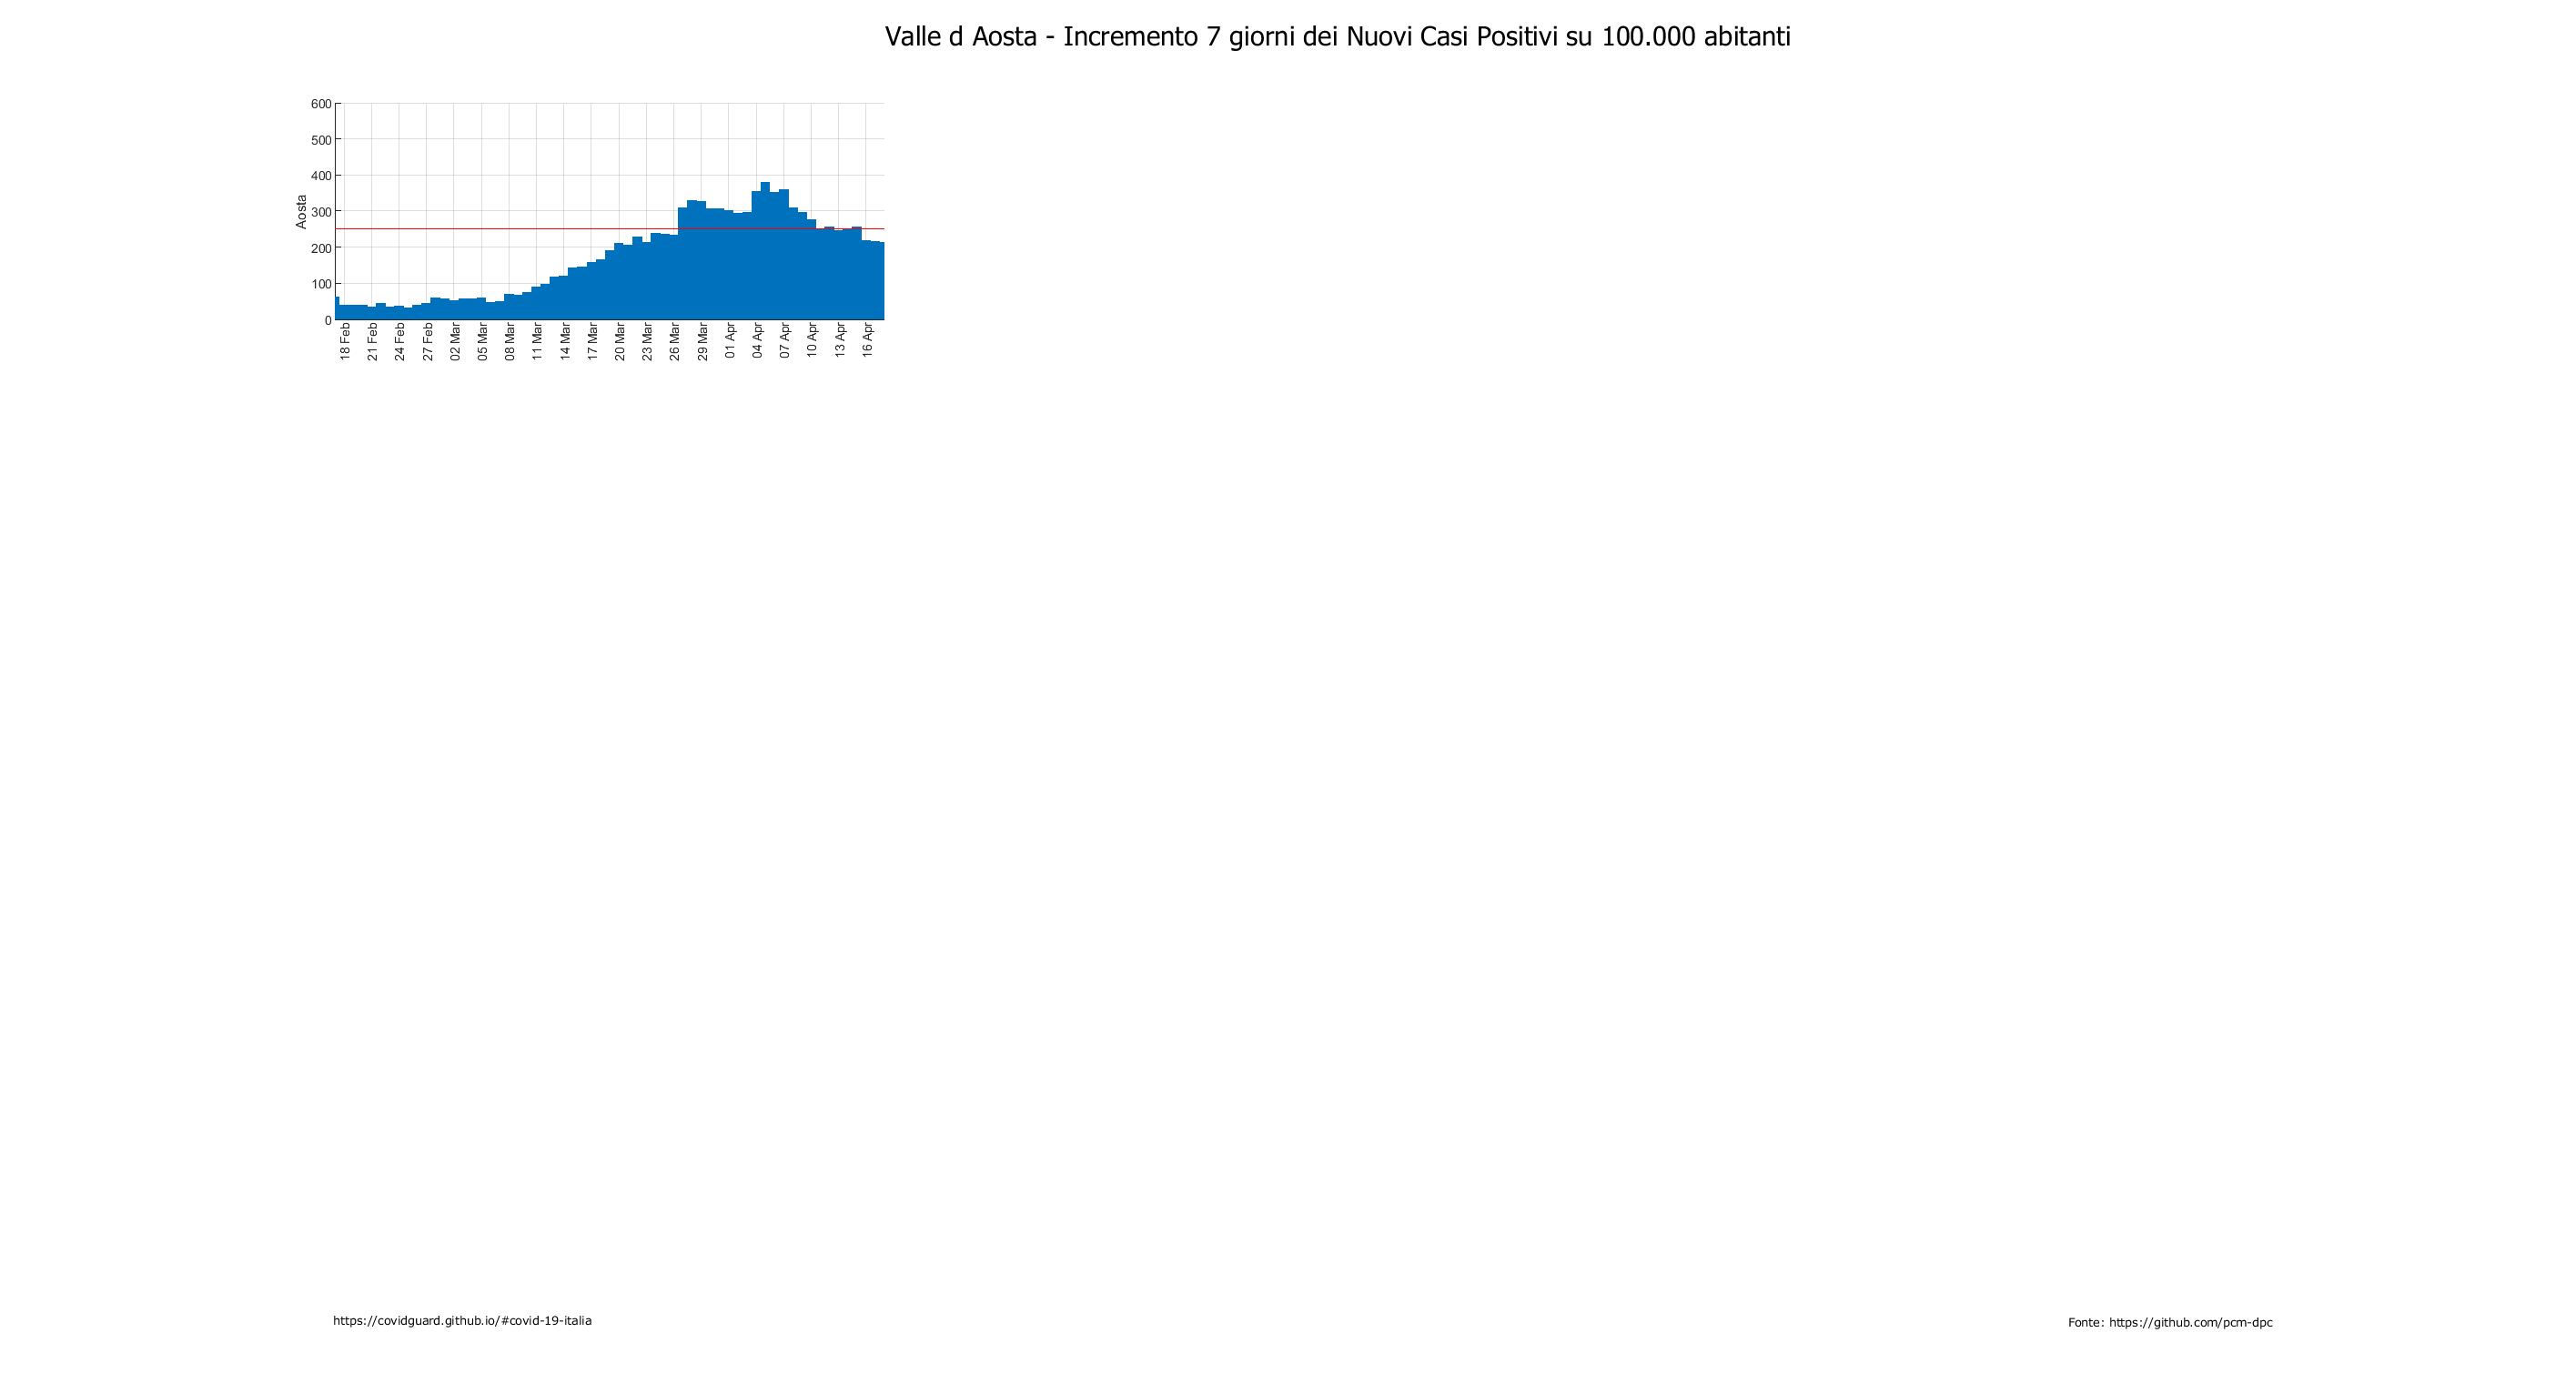 Valle d Aosta - Incremento 7 giorni dei Nuovi Casi Positivi su 100.000 abitanti
600
500
400
300
200
100
0
Aosta
18 Feb
21 Feb
24 Feb
27 Feb
02 Mar
05 Mar
08 Mar
11 Mar
14 Mar
17 Mar
20 Mar
23 Mar
26 Mar
29 Mar
01 Apr
04 Apr
07 Apr
10 Apr
13 Apr
16 Apr
https://covidguard.github.io/#covid-19-italia
Fonte: https://github.com/pcm-dpc